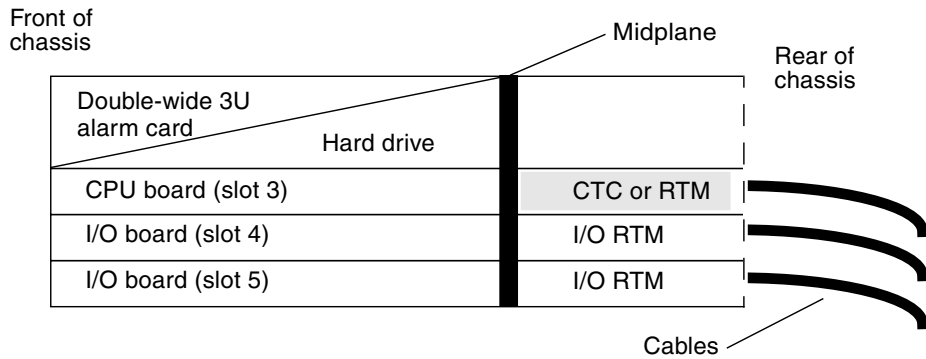 Front of
chassis
Midplane
Rear of
chassis
Double-wide 3U
alarm card
Hard drive
CPU board (slot 3)
CTC or RTM
I/O board (slot 4)
I/O RTM
I/O board (slot 5)
I/O RTM
Cables